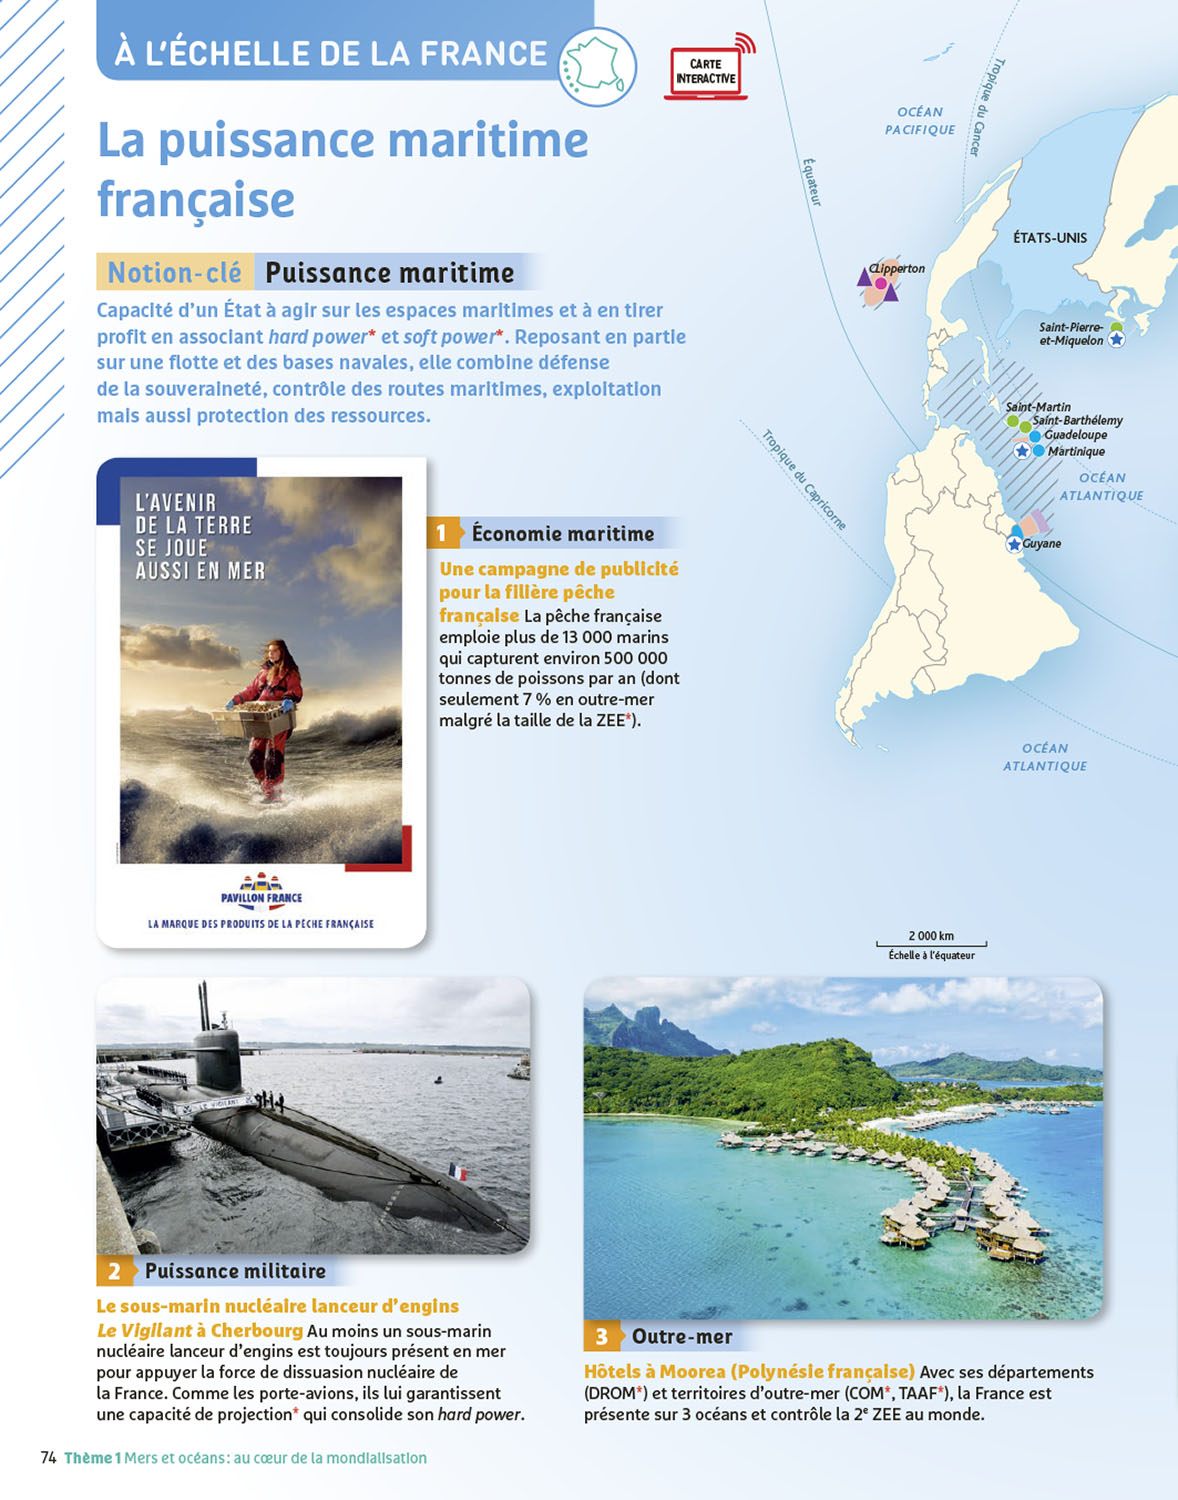 À L'ÉCHELLE DE LA FRANCE
CARTE
INTERACTIVE
La puissance maritime
française
Notion-clé Puissance maritime
Capacité d'un État à agir sur les espaces maritimes et à en tirer
profit en associant hard power* et soft power*. Reposant en partie
sur une flotte et des bases navales, elle combine défense
de la souveraineté, contrôle des routes maritimes, exploitation
mais aussi protection des ressources.
L'AVENIR
DE LA TERRE
SE JOUE
AUSSI EN MER
PAVILLON FRANCE
LA MARQUE DES PRODUITS DE LA PÊCHE FRANÇAISE
1 Économie maritime
Une campagne de publicité
pour la filière pêche
française La pêche française
emploie plus de 13 000 marins
qui capturent environ 500 000
tonnes de poissons par an (dont
seulement 7 % en outre-mer
malgré la taille de la ZEE*).
OCÉAN
PACIFIQUE
Tropique du Cancer
Équateur
ÉTATS-UNIS
Clipperton
Saint-Pierre-
et-Miquelon
Saint-Martin
Saint-Barthélemy
Guadeloupe
Martinique
OCÉAN
ATLANTIQUE
Tropique du Capricorne
Guyane
OCÉAN
ATLANTIQUE
2 000 km
Échelle à l'équateur
LE VIGILANT
2 Puissance militaire
Le sous-marin nucléaire lanceur d'engins
Le Vigilant à Cherbourg Au moins un sous-marin
nucléaire lanceur d'engins est toujours présent en mer
pour appuyer la force de dissuasion nucléaire de
la France. Comme les porte-avions, ils lui garantissent
une capacité de projection* qui consolide son hard power.
3 Outre-mer
Hôtels à Moorea (Polynésie française) Avec ses départements
(DROM*) et territoires d'outre-mer (COM*, TAAF*), la France est
présente sur 3 océans et contrôle la 2e ZEE au monde.
74 Thème 1 Mers et océans : au cœur de la mondialisation